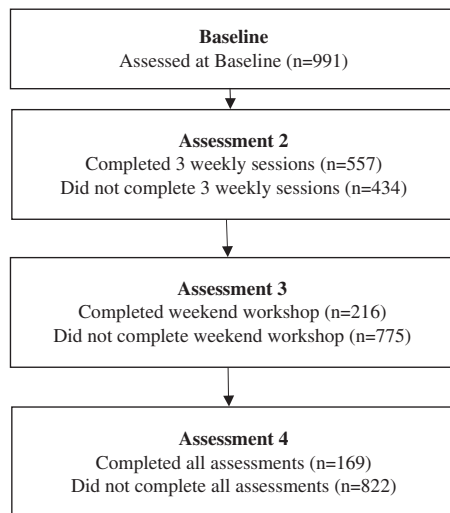 Baseline
Assessed at Baseline (n=991)
Assessment 2
Completed 3 weekly sessions (n=557)
Did not complete 3 weekly sessions (n=434)
Assessment 3
Completed weekend workshop (n=216)
Did not complete weekend workshop (n=775)
Assessment 4
Completed all assessments (n=169)
Did not complete all assessments (n=822)